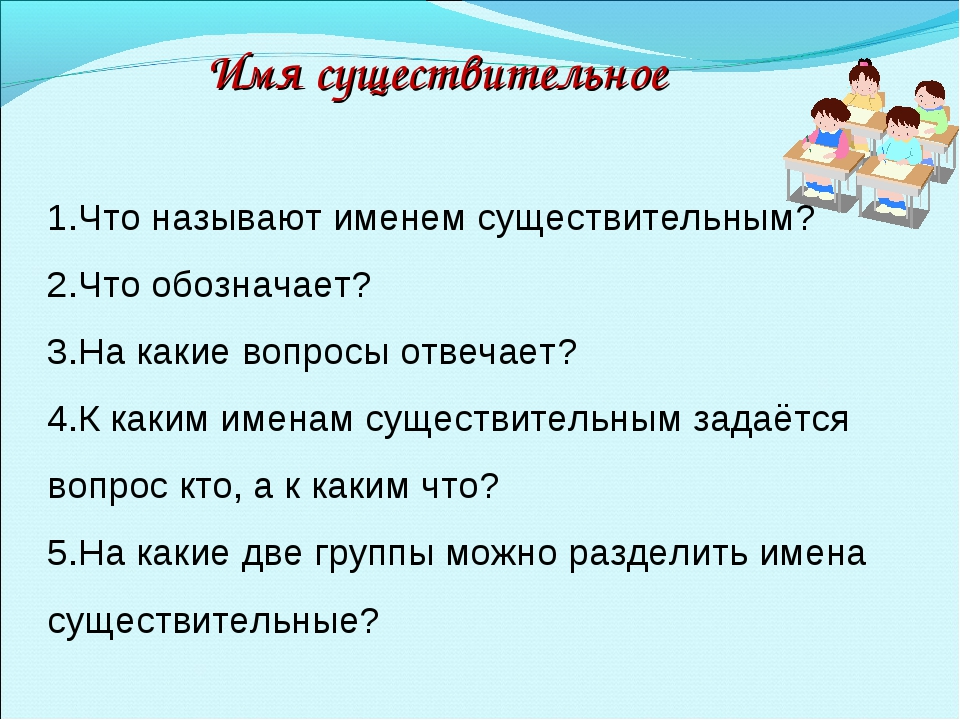 Имя существительное
1.Что называют именем существительным?
2.Что обозначает?
3.На какие вопросы отвечает?
4.К каким именам существительным задаётся
вопрос кто, а к каким что?
5.На какие две группы можно разделить имена
существительные?